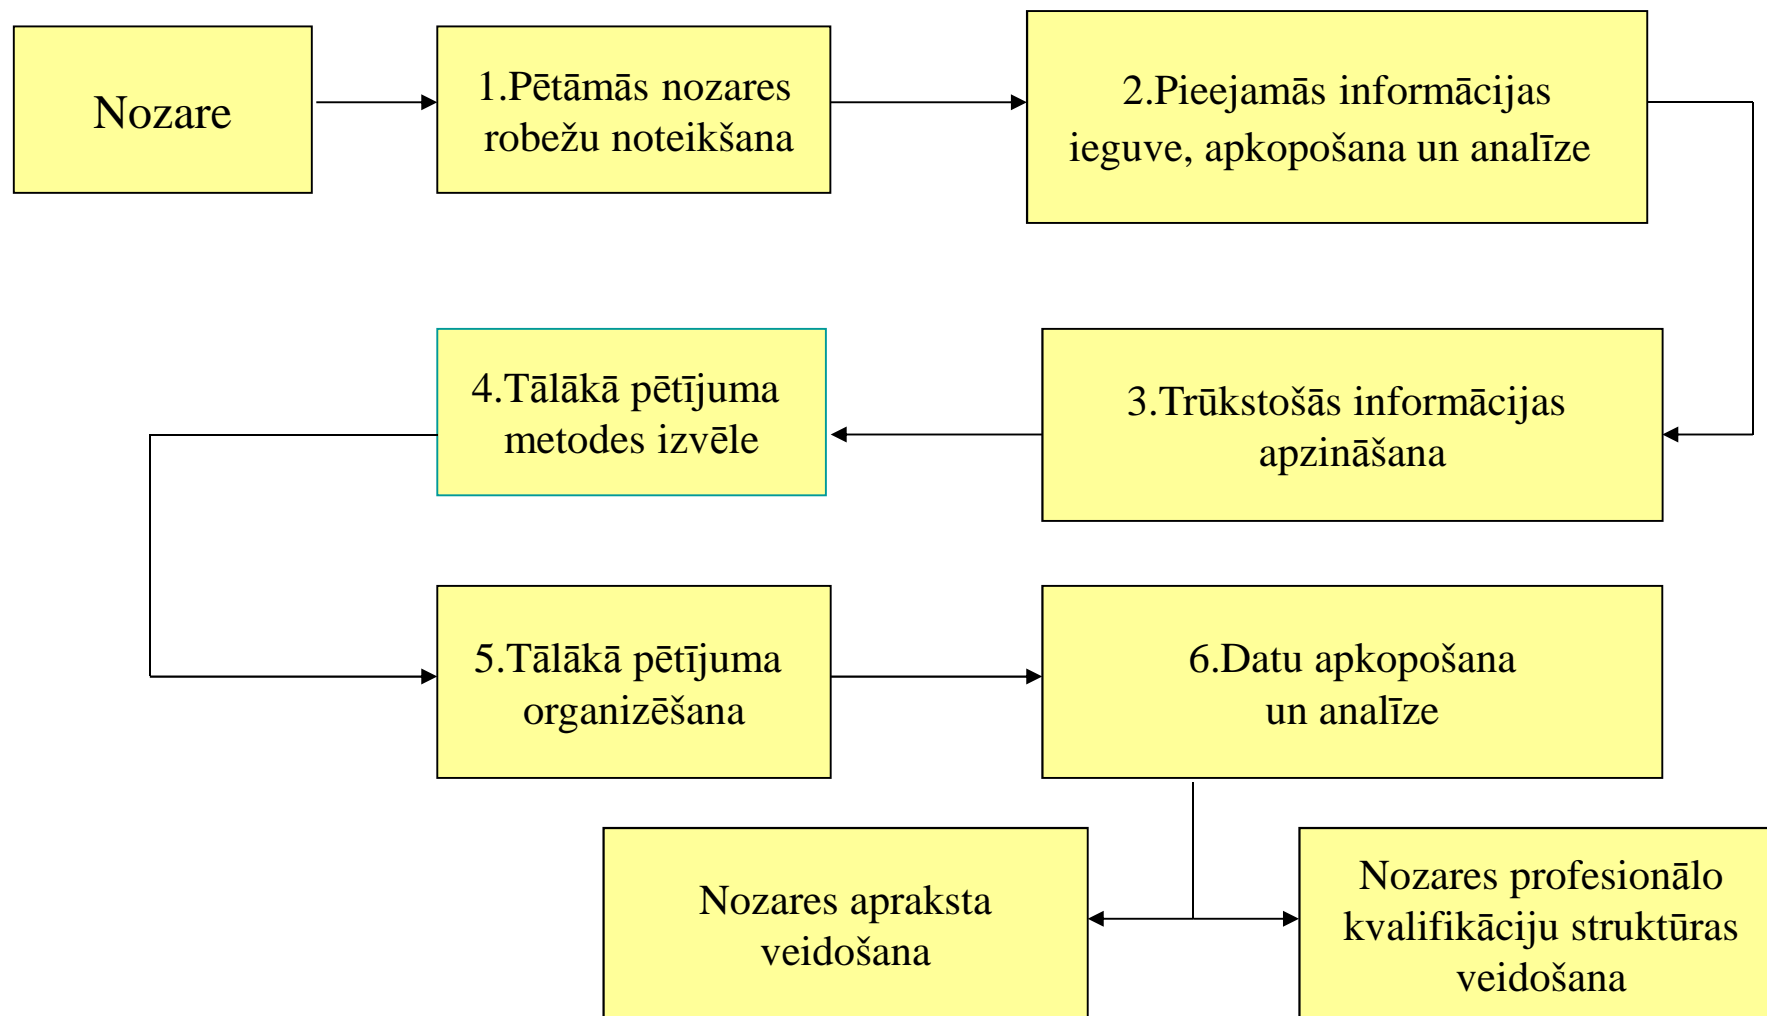 Nozare
1.Pētāmās nozares
robežu noteikšana
2.Pieejamās informācijas
ieguve, apkopošana un analīze
3.Trūkstošās informācijas
apzināšana
4.Tālākā pētījuma
metodes izvēle
5.Tālākā pētījuma
organizēšana
6.Datu apkopošana
un analīze
Nozares apraksta
veidošana
Nozares profesionālo
kvalifikāciju struktūras
veidošana